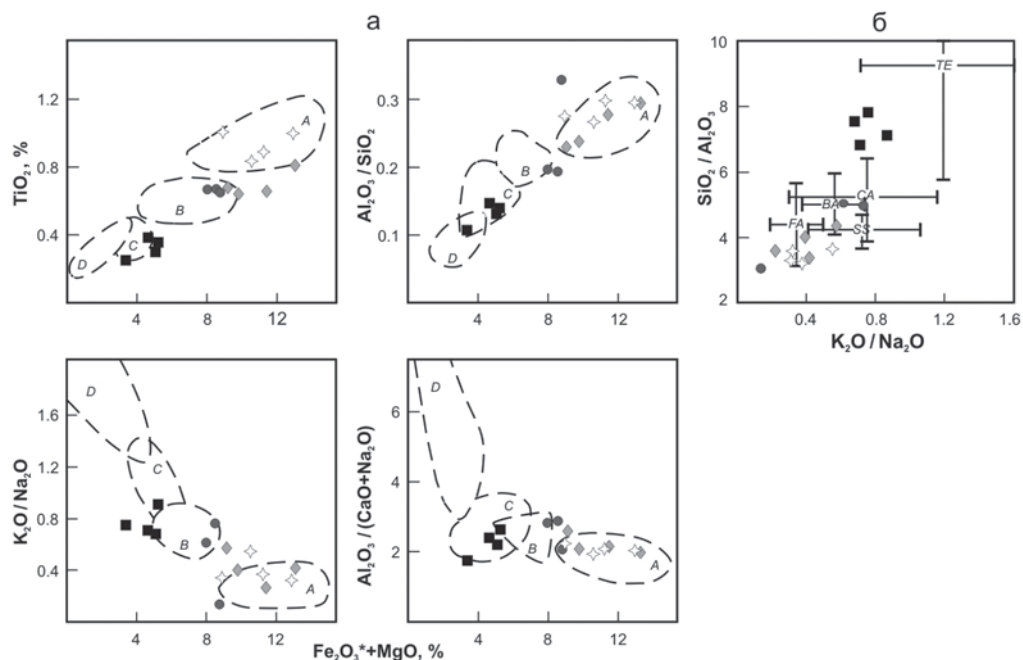 а
б
TiO₂, %
1.2
0.8
0.4
4
8
12
A
B
C
D
Al₂O₃ / SiO₂
0.3
0.2
0.1
4
8
12
A
B
C
D
SiO₂ / Al₂O₃
10
8
6
4
2
0.4
0.8
1.2
1.6
TE
CA
BA
FA
SS
K₂O / Na₂O
K₂O / Na₂O
1.6
1.2
0.8
0.4
4
8
12
D
C
B
A
Al₂O₃ / (CaO+Na₂O)
6
4
2
4
8
12
D
C
B
A
Fe₂O₃*+MgO, %